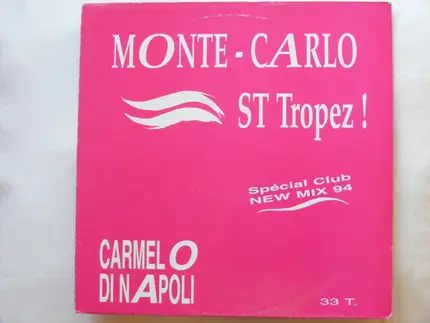 MONTE-CARLO
ST Tropez !
Spécial Club
NEW MIX 94
CARMELO
DI NAPOLI
33 T.